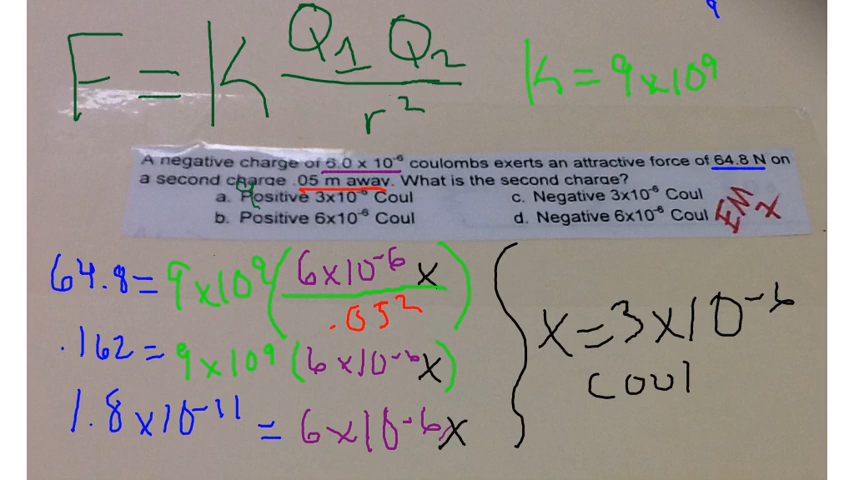 F = K Q1 Q2 / r²
K = 9x10⁹
A negative charge of 6.0 x 10⁻⁶ coulombs exerts an attractive force of 64.8 N on
a second charge .05 m away. What is the second charge?
a. Positive 3x10⁻⁶ Coul
c. Negative 3x10⁻⁶ Coul
b. Positive 6x10⁻⁶ Coul
d. Negative 6x10⁻⁶ Coul
EM
X
64.8 = 9x10⁹ (6x10⁻⁶ x / .05²)
.162 = 9x10⁹ (6x10⁻⁶ x)
1.8x10⁻¹¹ = 6x10⁻⁶ x
x = 3x10⁻⁶
coul